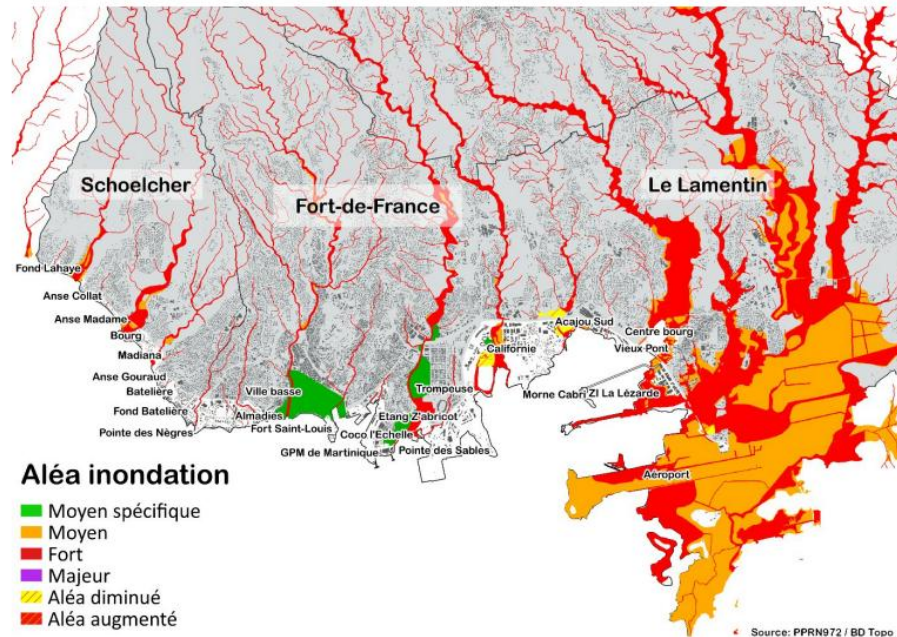 Schoelcher
Fort-de-France
Le Lamentin
Fond Lahaye
Anse Collat
Anse Madame
Bourg
Madiana
Anse Gouraud
Batelière
Fond Batelière
Pointe des Nègres
Ville basse
Almadies
Fort Saint-Louis
Trompeuse
Etang Z'abricot
Coco l'Echelle
GPM de Martinique
Pointe des Sables
Californie
Acajou Sud
Centre bourg
Vieux Pont
Morne Cabri
ZI La Lézarde
Aéroport
Aléa inondation
Moyen spécifique
Moyen
Fort
Majeur
Aléa diminué
Aléa augmenté
Source: PPRN972 / BD Topo